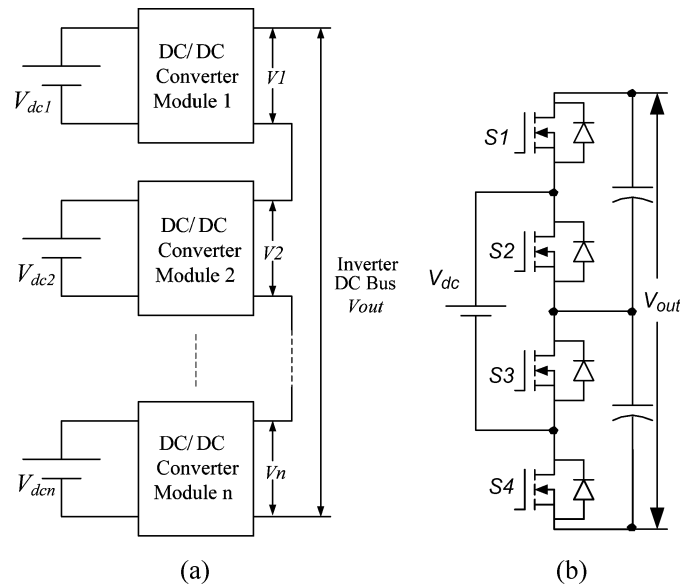 DC/DC
Converter
Module 1
Vdc1
V1
DC/DC
Converter
Module 2
Vdc2
V2
Inverter
DC Bus
Vout
DC/DC
Converter
Module n
Vdcn
Vn
(a)
S1
S2
Vdc
Vout
S3
S4
(b)